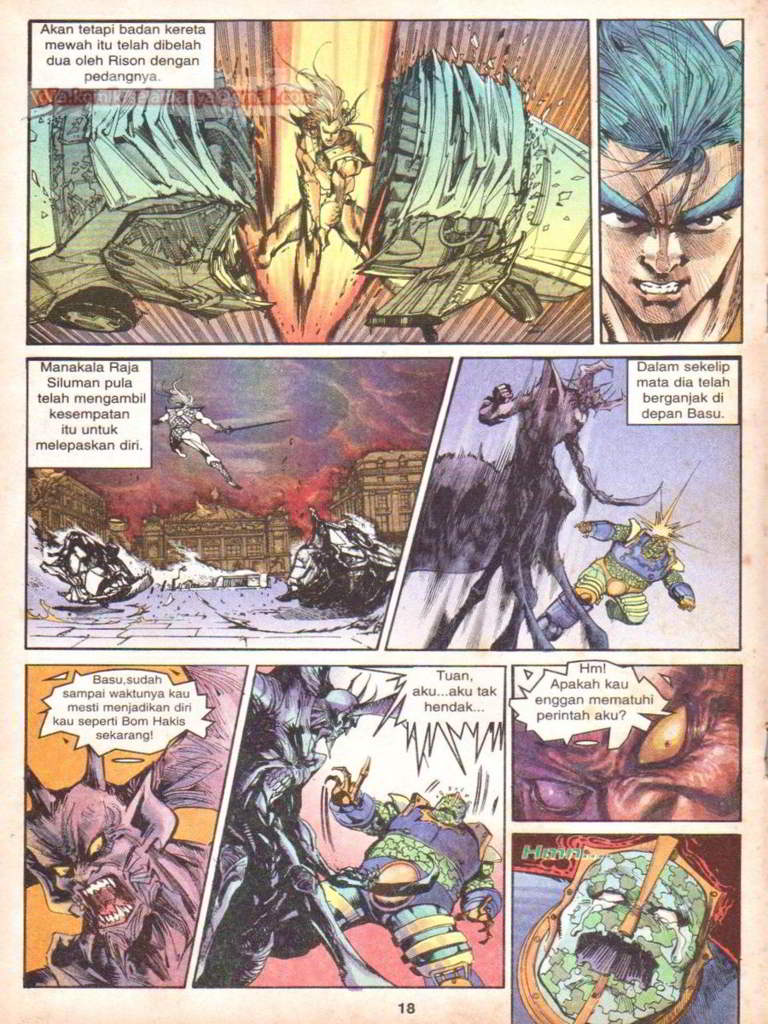 Akan tetapi badan kereta
mewah itu telah dibelah
dua oleh Rison dengan
pedangnya.
Manakala Raja
Siluman pula
telah mengambil
kesempatan
itu untuk
melepaskan diri.
Dalam sekelip
mata dia telah
berganjak di
depan Basu.
Basu,sudah
sampai waktunya kau
mesti menjadikan diri
kau seperti Bom Hakis
sekarang!
Tuan,
aku...aku tak
hendak...
Hm!
Apakah kau
enggan mematuhi
perintah aku?
Hmm...
18